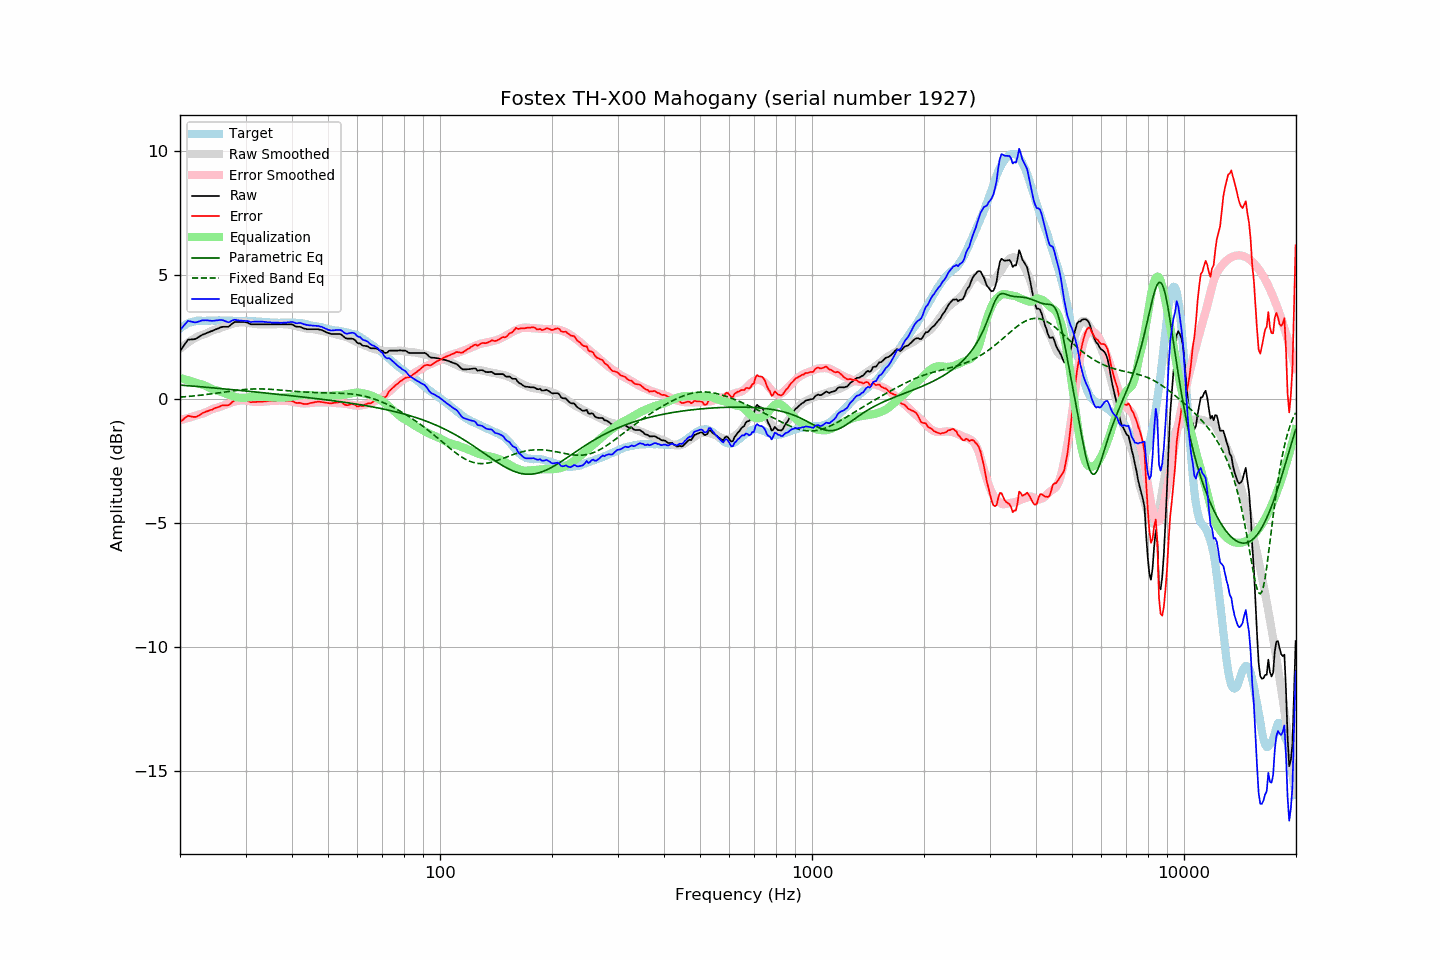 Fostex TH-X00 Mahogany (serial number 1927)
Target
Raw Smoothed
Error Smoothed
Raw
Error
Equalization
Parametric Eq
Fixed Band Eq
Equalized
10
5
0
−5
−10
−15
Amplitude (dBr)
100
1000
10000
Frequency (Hz)